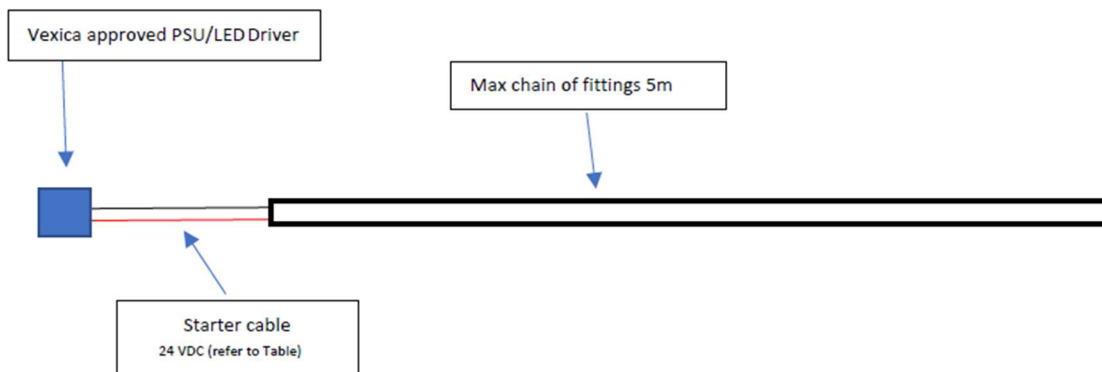 Vexica approved PSU/LED Driver
Max chain of fittings 5m
Starter cable
24 VDC (refer to Table)